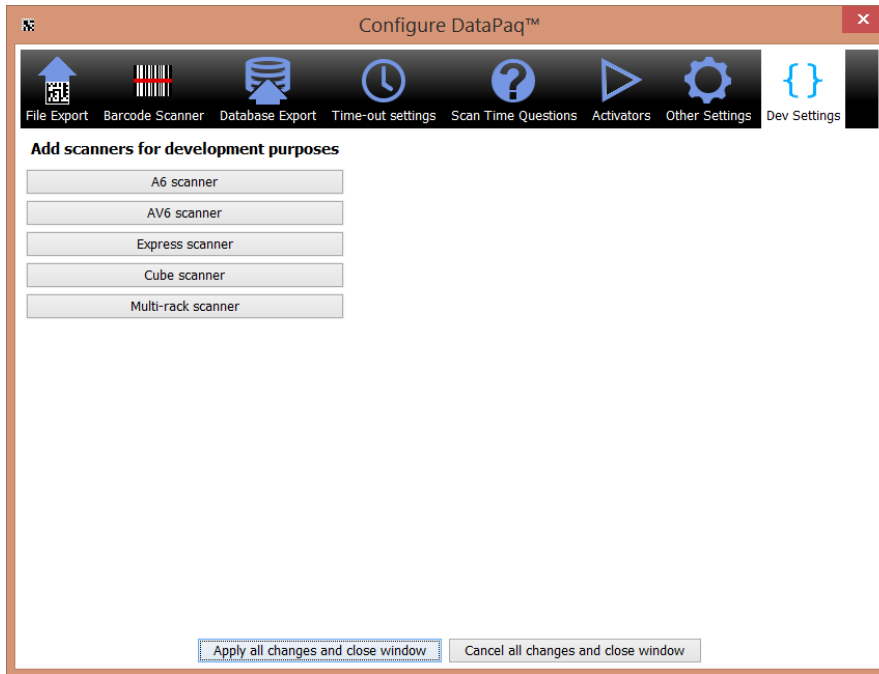 Configure DataPaq™
File Export Barcode Scanner Database Export Time-out settings Scan Time Questions Activators Other Settings Dev Settings
Add scanners for development purposes
A6 scanner
AV6 scanner
Express scanner
Cube scanner
Multi-rack scanner
Apply all changes and close window Cancel all changes and close window